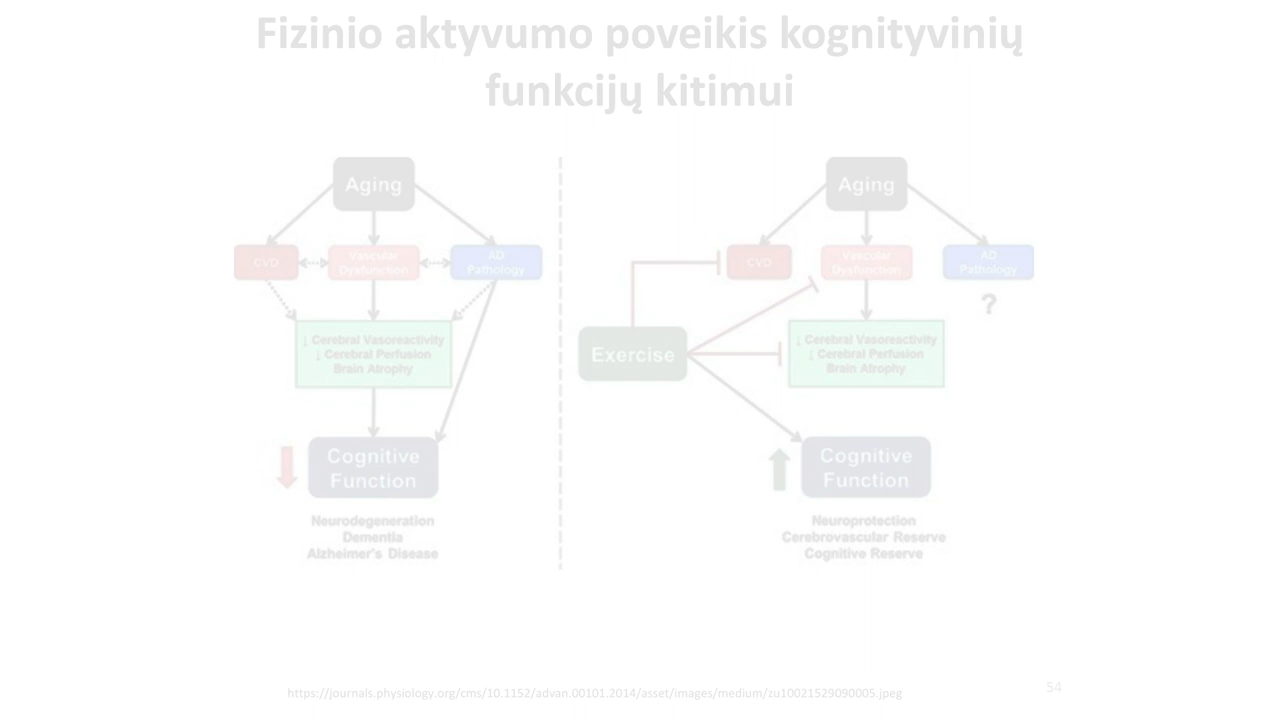 Fizinio aktyvumo poveikis kognityvinių
funkcijų kitimui
Aging
CVD
Vascular
Dysfunction
AD
Pathology
↓ Cerebral Vasoreactivity
↓ Cerebral Perfusion
Brain Atrophy
Cognitive
Function
Neurodegeneration
Dementia
Alzheimer's Disease
Aging
CVD
Vascular
Dysfunction
AD
Pathology
?
Exercise
↓ Cerebral Vasoreactivity
↓ Cerebral Perfusion
Brain Atrophy
Cognitive
Function
Neuroprotection
Cerebrovascular Reserve
Cognitive Reserve
https://journals.physiology.org/cms/10.1152/advan.00101.2014/asset/images/medium/zu10021529090005.jpeg
54